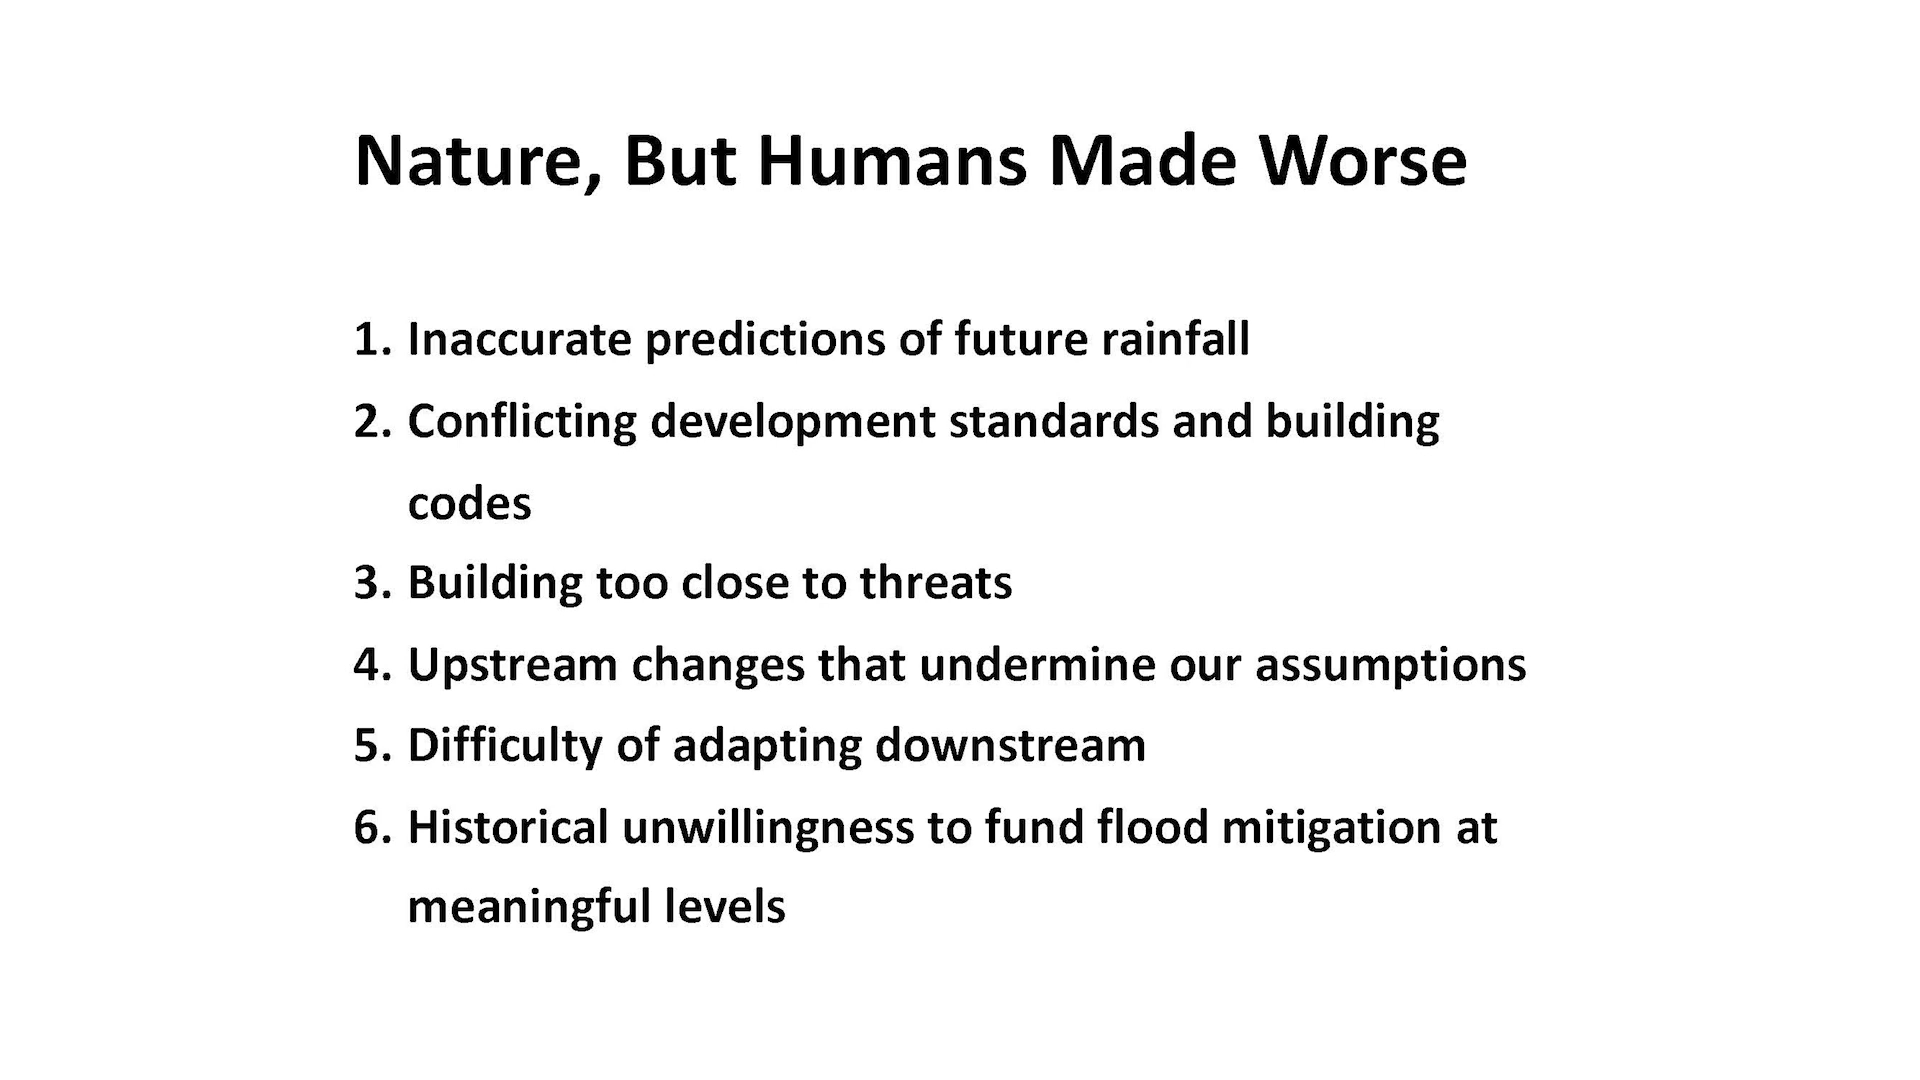 Nature, But Humans Made Worse
1. Inaccurate predictions of future rainfall
2. Conflicting development standards and building
codes
3. Building too close to threats
4. Upstream changes that undermine our assumptions
5. Difficulty of adapting downstream
6. Historical unwillingness to fund flood mitigation at
meaningful levels